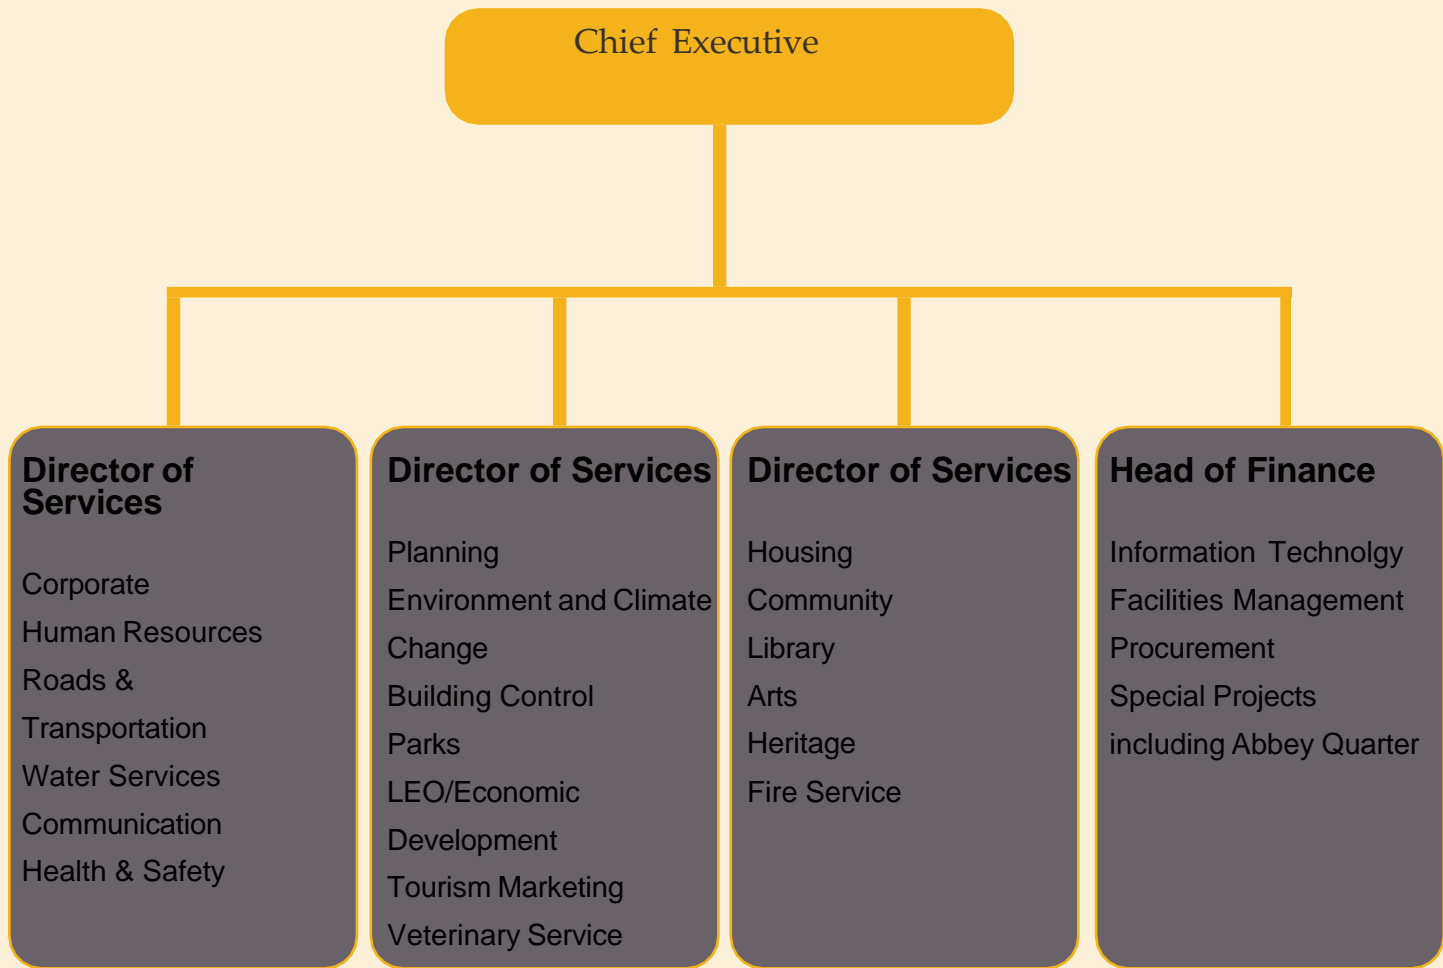 Chief Executive
Director of
Services
Corporate
Human Resources
Roads &
Transportation
Water Services
Communication
Health & Safety
Director of Services
Planning
Environment and Climate
Change
Building Control
Parks
LEO/Economic
Development
Tourism Marketing
Veterinary Service
Director of Services
Housing
Community
Library
Arts
Heritage
Fire Service
Head of Finance
Information Technolgy
Facilities Management
Procurement
Special Projects
including Abbey Quarter